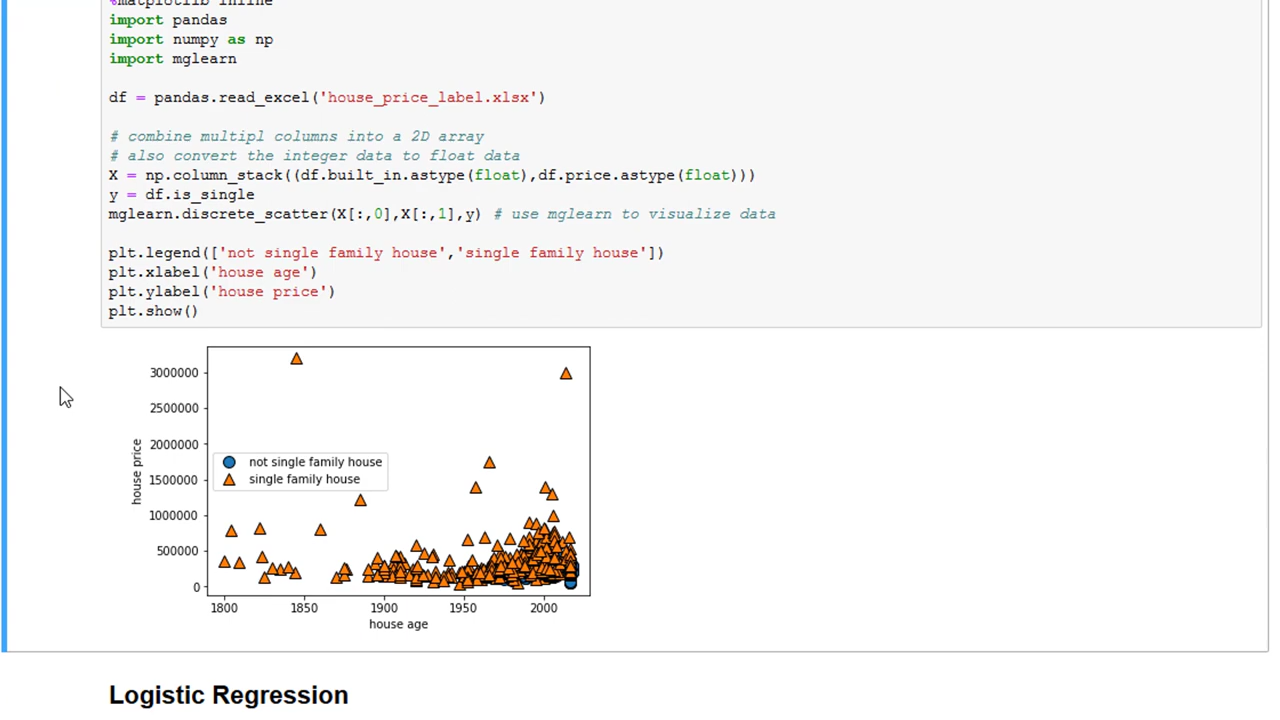 %matplotlib inline
import pandas
import numpy as np
import mglearn
df = pandas.read_excel('house_price_label.xlsx')
# combine multipl columns into a 2D array
# also convert the integer data to float data
X = np.column_stack((df.built_in.astype(float),df.price.astype(float)))
y = df.is_single
mglearn.discrete_scatter(X[:,0],X[:,1],y) # use mglearn to visualize data
plt.legend(['not single family house','single family house'])
plt.xlabel('house age')
plt.ylabel('house price')
plt.show()
3000000
2500000
2000000
1500000
1000000
500000
0
house price
not single family house
single family house
1800 1850 1900 1950 2000
house age
Logistic Regression